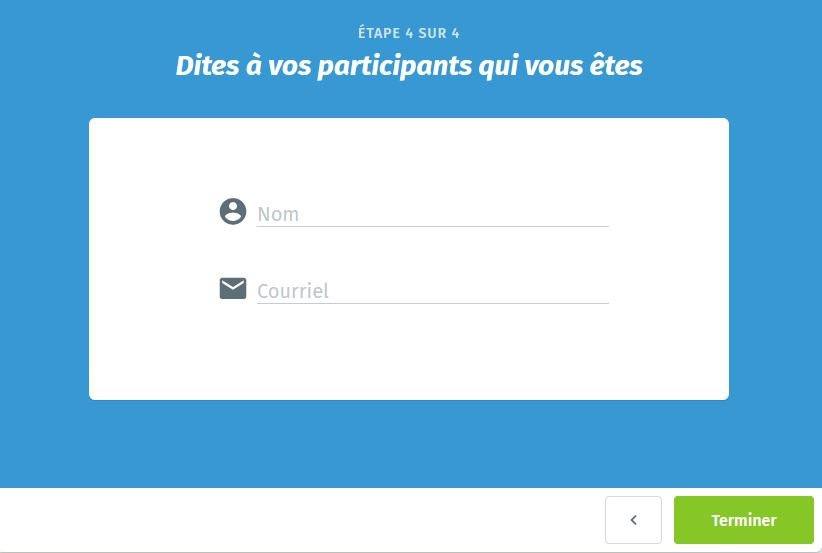 ÉTAPE 4 SUR 4
Dites à vos participants qui vous êtes
Nom
Courriel
Terminer